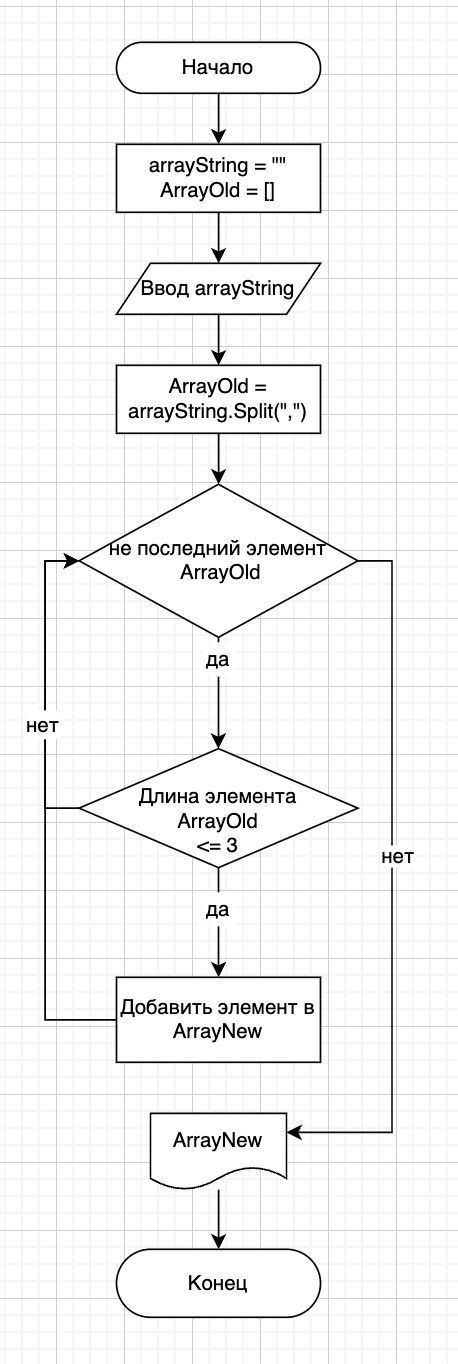 Начало
arrayString = ""
ArrayOld = []
Ввод arrayString
ArrayOld =
arrayString.Split(",")
не последний элемент
ArrayOld
да
нет
Длина элемента
ArrayOld
<= 3
нет
да
Добавить элемент в
ArrayNew
ArrayNew
Конец